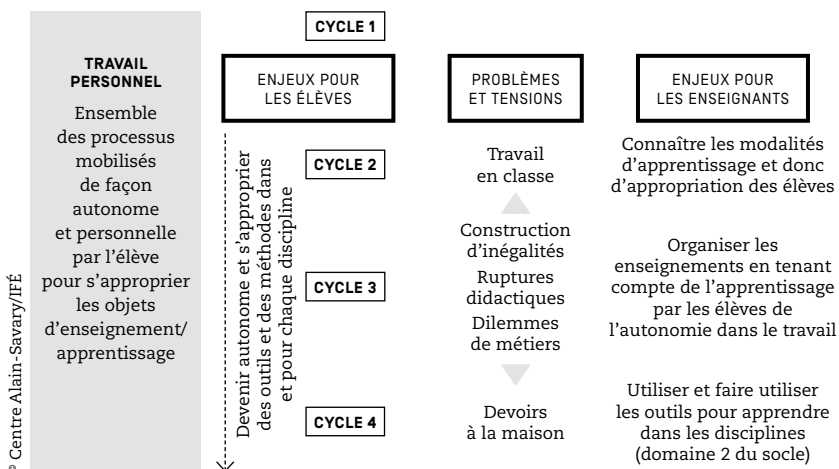 CYCLE 1
TRAVAIL
PERSONNEL
Ensemble
des processus
mobilisés
de façon
autonome
et personnelle
par l'élève
pour s'approprier
les objets
d'enseignement/
apprentissage
© Centre Alain-Savary/IFÉ
ENJEUX POUR
LES ÉLÈVES
Devenir autonome et s'approprier
des outils et des méthodes dans
et pour chaque discipline
CYCLE 2
CYCLE 3
CYCLE 4
PROBLÈMES
ET TENSIONS
Travail
en classe
Construction
d'inégalités
Ruptures
didactiques
Dilemmes
de métiers
Devoirs
à la maison
ENJEUX POUR
LES ENSEIGNANTS
Connaître les modalités
d'apprentissage et donc
d'appropriation des élèves
Organiser les
enseignements en tenant
compte de l'apprentissage
par les élèves de
l'autonomie dans le travail
Utiliser et faire utiliser
les outils pour apprendre
dans les disciplines
(domaine 2 du socle)